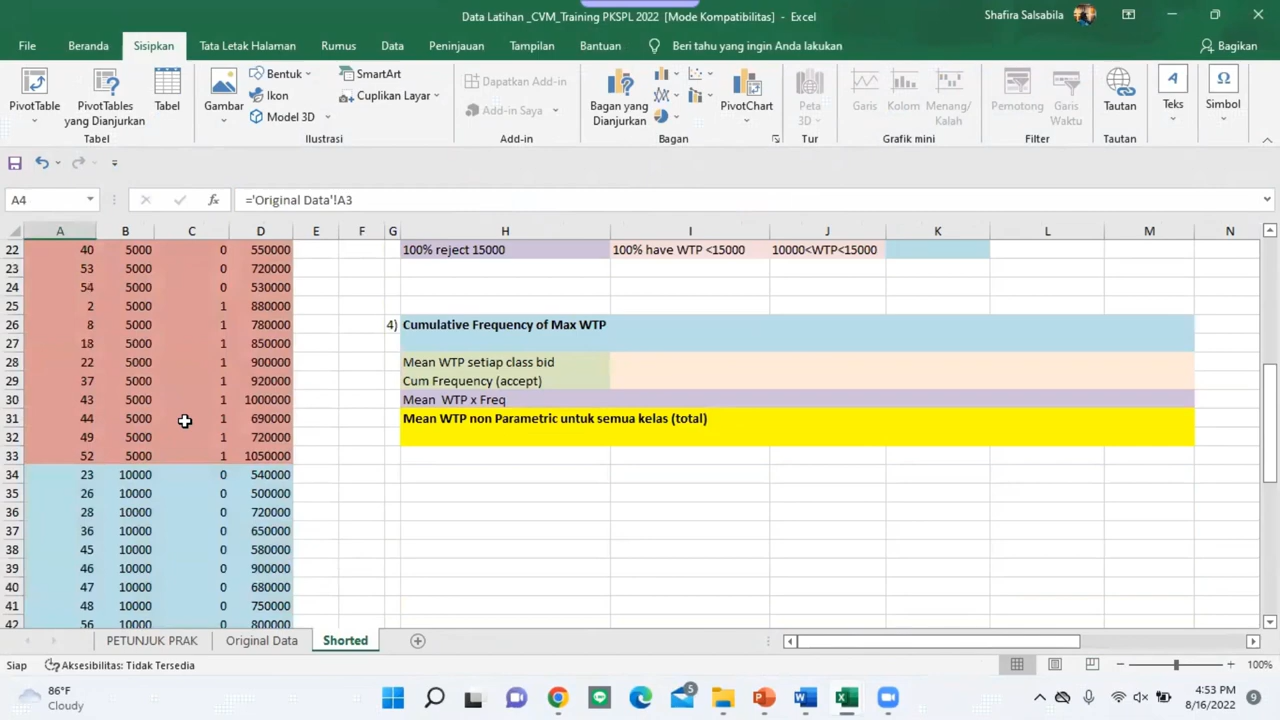 Data Latihan _CVM_Training PKSPL 2022 [Mode Kompatibilitas] - Excel
Shafira Salsabila
File Beranda Sisipkan Tata Letak Halaman Rumus Data Peninjauan Tampilan Bantuan Beri tahu yang ingin Anda lakukan Bagikan
PivotTable
PivotTables yang Dianjurkan
Tabel
Tabel
Gambar
Bentuk
Ikon
Model 3D
SmartArt
Cuplikan Layar
Ilustrasi
Dapatkan Add-in
Add-in Saya
Add-in
Bagan yang Dianjurkan
PivotChart
Bagan
Peta 3D
Tur
Garis
Kolom
Menang/ Kalah
Grafik mini
Pemotong
Garis Waktu
Filter
Tautan
Tautan
Teks
Simbol
A4 fx ='Original Data'!A3
A B C D E F G H I J K L M N
22 40 5000 0 550000 100% reject 15000 100% have WTP <15000 10000<WTP<15000
23 53 5000 0 720000
24 54 5000 0 530000
25 2 5000 1 880000
26 8 5000 1 780000 4) Cumulative Frequency of Max WTP
27 18 5000 1 850000
28 22 5000 1 900000 Mean WTP setiap class bid
29 37 5000 1 920000 Cum Frequency (accept)
30 43 5000 1 1000000 Mean WTP x Freq
31 44 5000 1 690000 Mean WTP non Parametric untuk semua kelas (total)
32 49 5000 1 720000
33 52 5000 1 1050000
34 23 10000 0 540000
35 26 10000 0 500000
36 28 10000 0 720000
37 36 10000 0 650000
38 45 10000 0 580000
39 46 10000 0 900000
40 47 10000 0 680000
41 48 10000 0 750000
42 56 10000 0 800000
PETUNJUK PRAK Original Data Shorted
Siap Aksesibilitas: Tidak Tersedia 100%
86°F
Cloudy
5
4:53 PM
8/16/2022
9